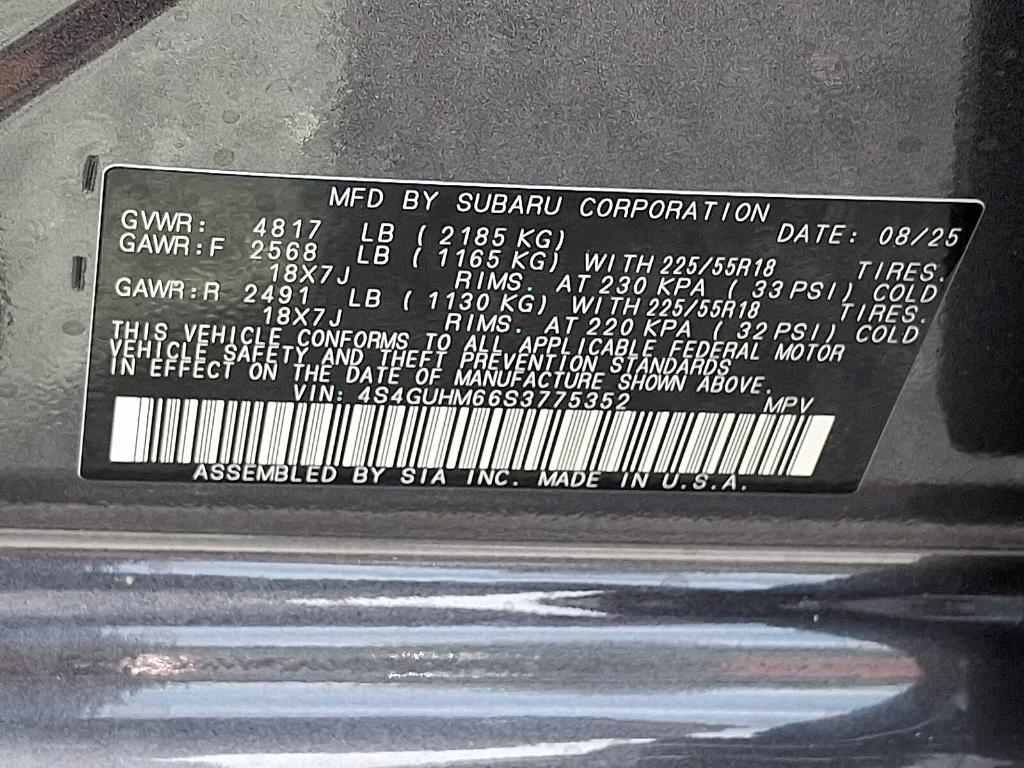 MFD BY SUBARU CORPORATION
GVWR: 4817 LB ( 2185 KG) DATE: 08/25
GAWR:F 2568 LB ( 1165 KG) WITH 225/55R18 TIRES.
18X7J RIMS. AT 230 KPA ( 33 PSI) COLD
GAWR:R 2491 LB ( 1130 KG) WITH 225/55R18 TIRES.
18X7J RIMS. AT 220 KPA ( 32 PSI) COLD
THIS VEHICLE CONFORMS TO ALL APPLICABLE FEDERAL MOTOR
VEHICLE SAFETY AND THEFT PREVENTION STANDARDS
IN EFFECT ON THE DATE OF MANUFACTURE SHOWN ABOVE.
VIN: 4S4GUHM66S3775352 MPV
ASSEMBLED BY SIA INC. MADE IN U.S.A.